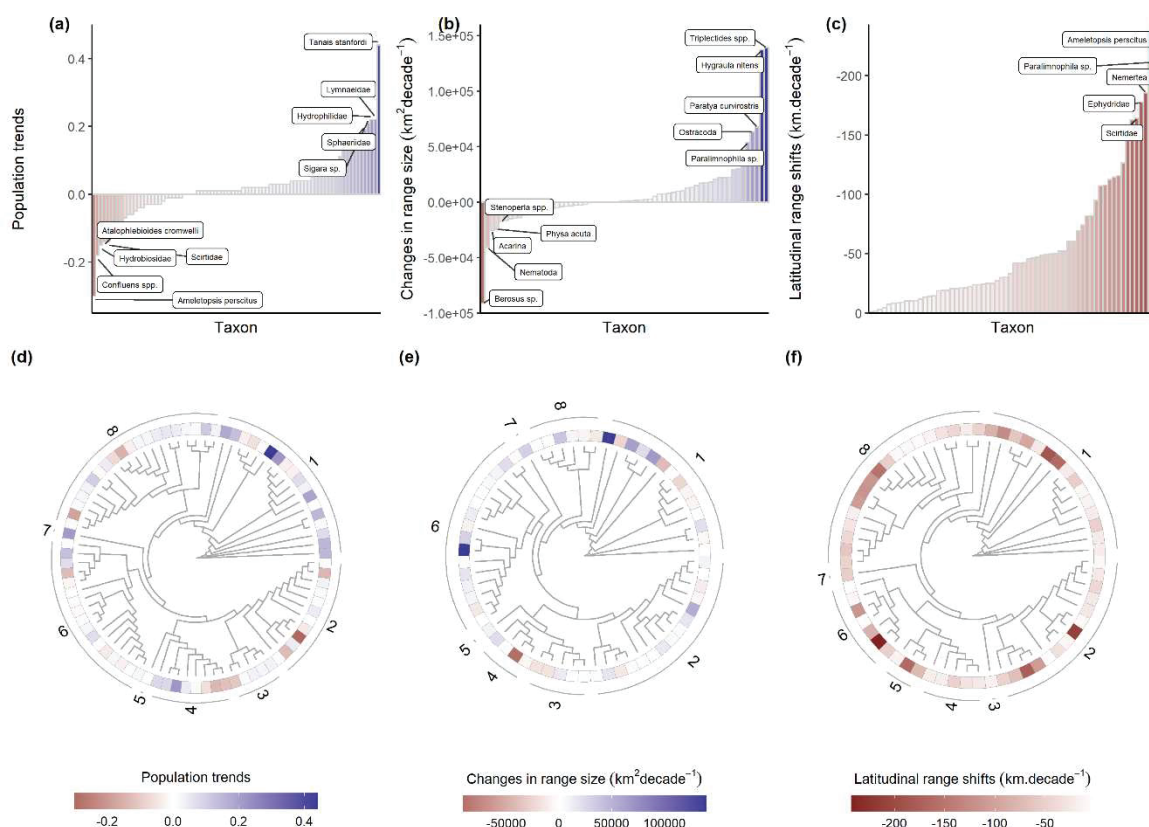 (a)
Population trends
0.4
0.2
0.0
-0.2
Tanais stanfordi
Lymnaeidae
Hydrophilidae
Sphaeriidae
Sigara sp.
Atalophlebioides cromwelli
Hydrobiosidae
Scirtidae
Confluens spp.
Ameletopsis perscitus
Taxon
(b)
Changes in range size (km² decade⁻¹)
1.5e+05
1.0e+05
5.0e+04
0.0e+00
-5.0e+04
-1.0e+05
Triplectides spp.
Hygraula nitens
Paratya curvirostris
Ostracoda
Paralimnophila sp.
Stenoperla spp.
Physa acuta
Acarina
Nematoda
Berosus sp.
Taxon
(c)
Latitudinal range shifts (km.decade⁻¹)
-200
-150
-100
-50
0
Ameletopsis perscitus
Paralimnophila sp.
Nemertea
Ephydridae
Scirtidae
Taxon
(d)
1
2
3
4
5
6
7
8
Population trends
-0.2 0.0 0.2 0.4
(e)
1
2
3
4
5
6
7
8
Changes in range size (km²decade⁻¹)
-50000 0 50000 100000
(f)
1
2
3
4
5
6
7
8
Latitudinal range shifts (km.decade⁻¹)
-200 -150 -100 -50